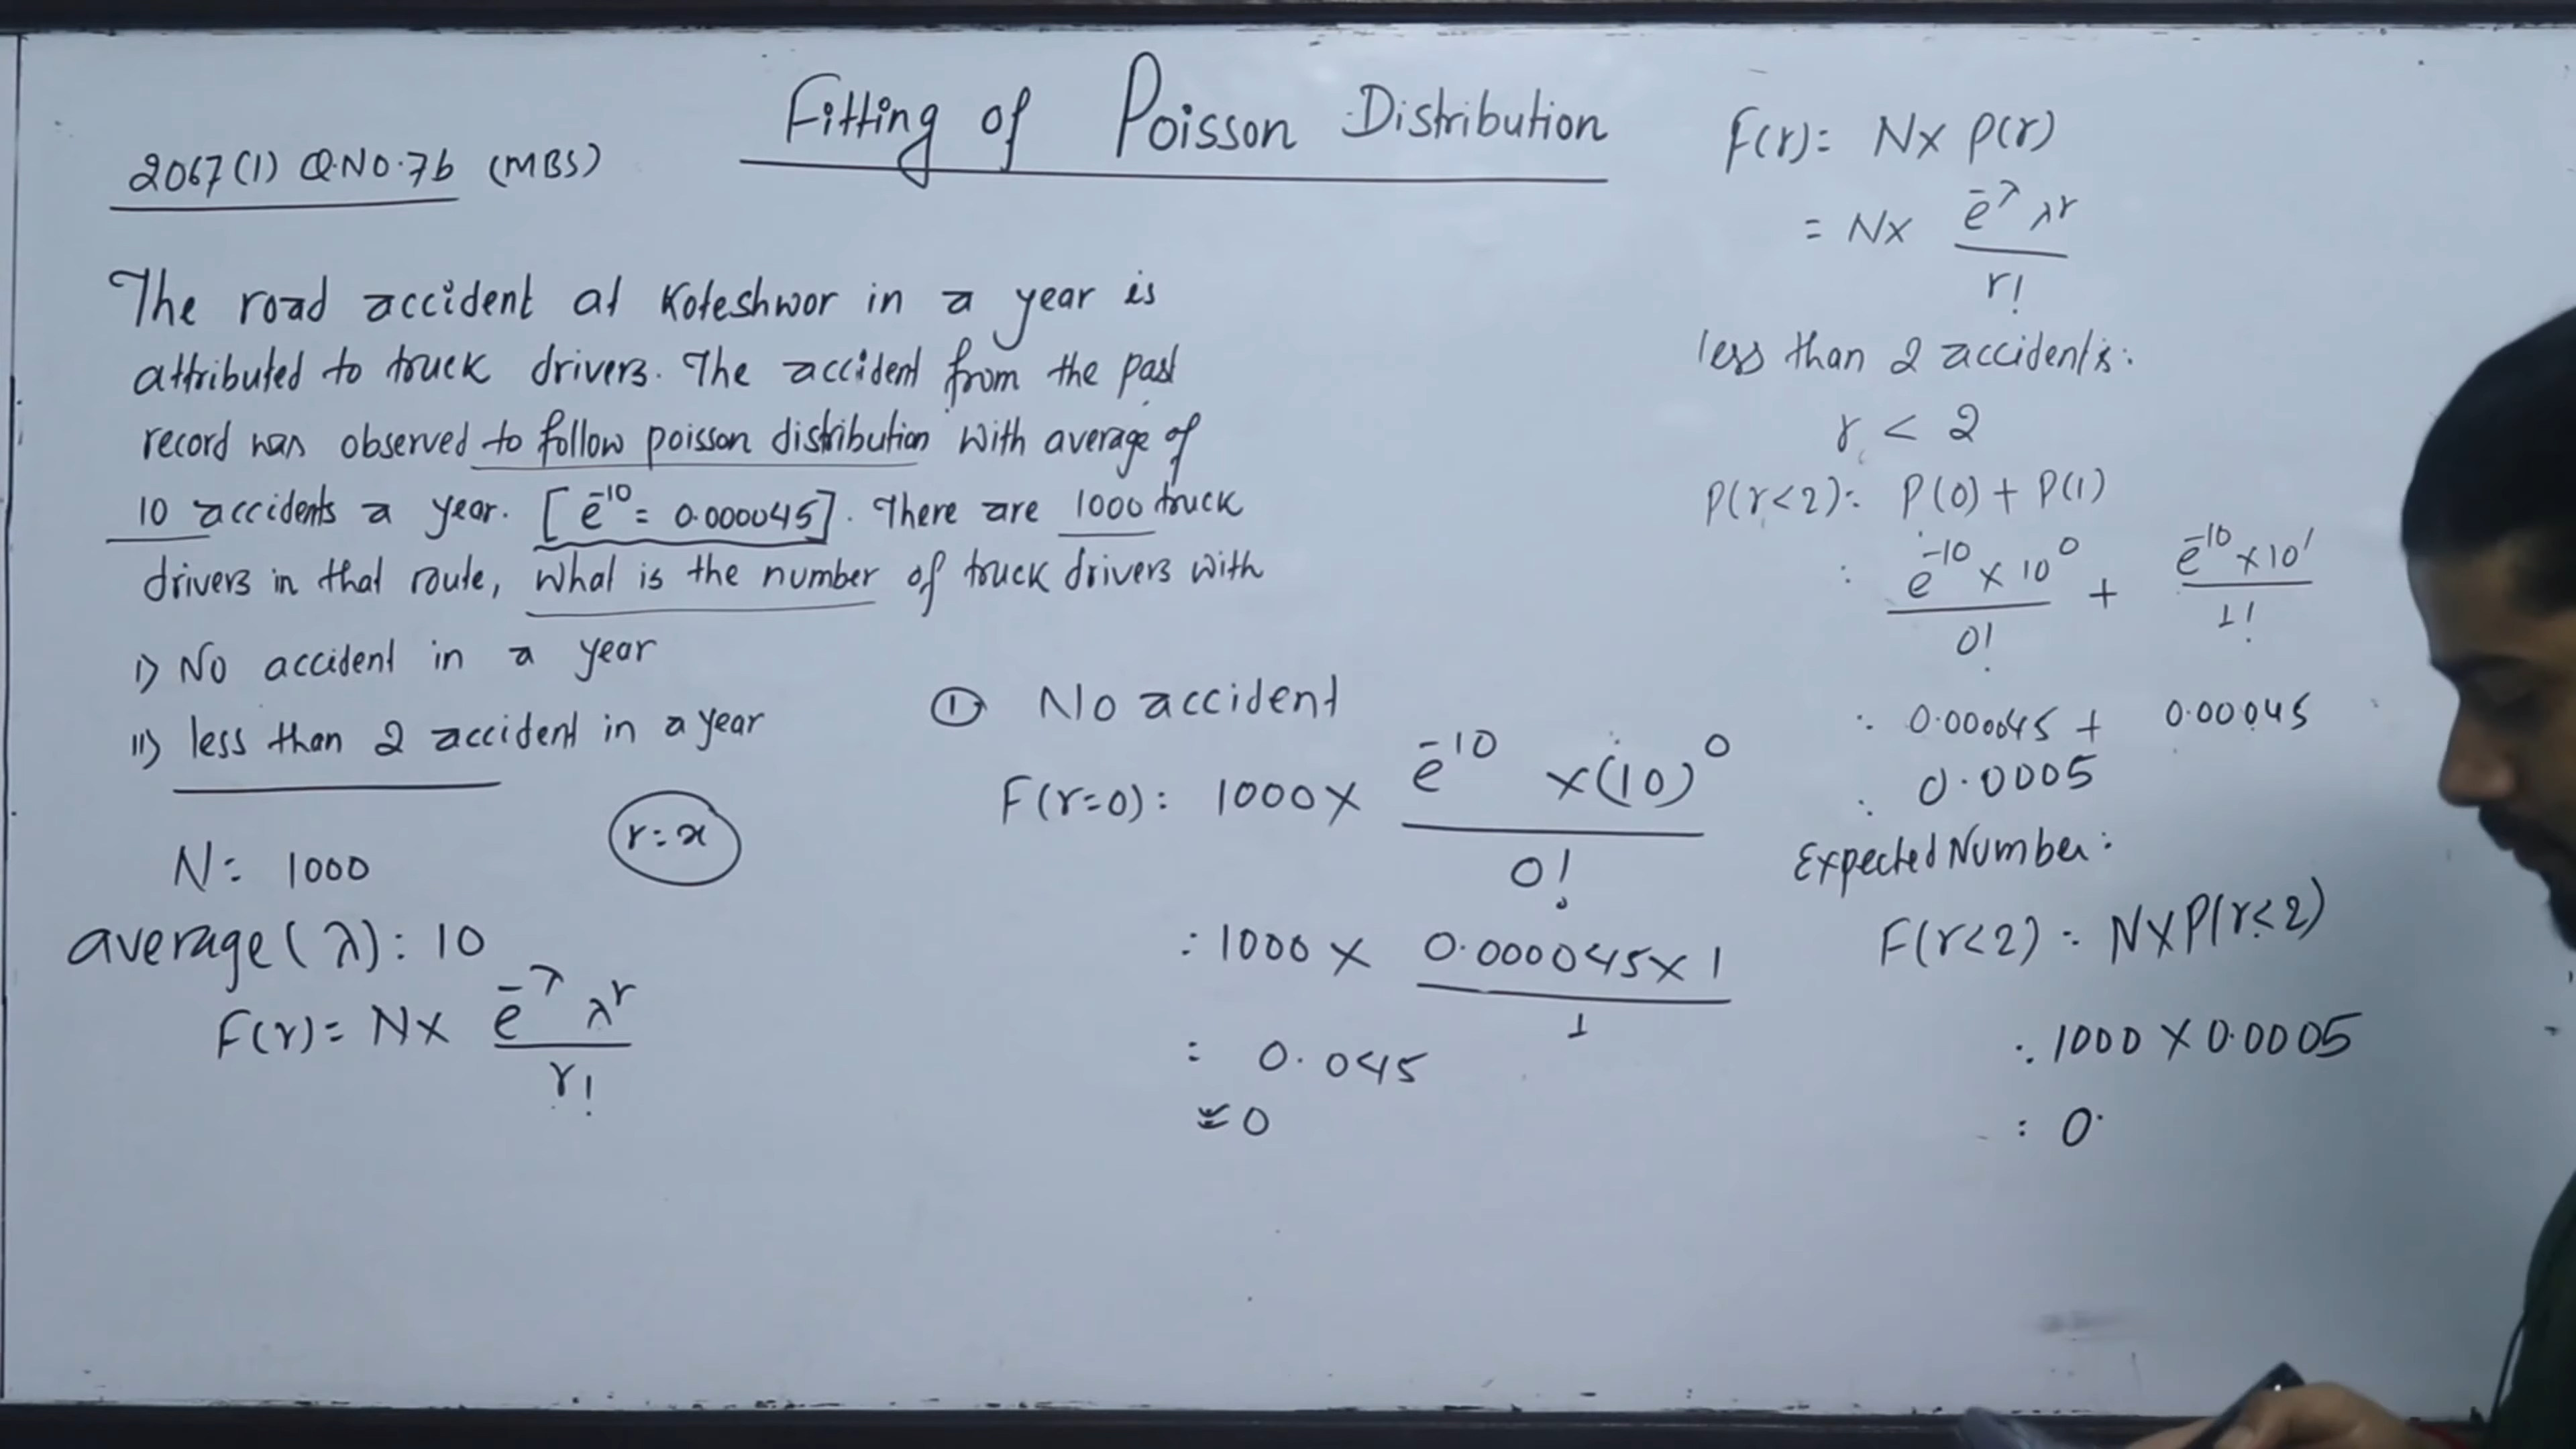 Fitting of Poisson Distribution
2067(1) Q.NO.7b (MBS)
The road accident at Koteshwor in a year is
attributed to truck drivers. The accident from the past
record was observed to follow poisson distribution with average of
10 accidents a year. [e⁻¹⁰ = 0.000045]. There are 1000 truck
drivers in that route, what is the number of truck drivers with
i) No accident in a year
ii) less than 2 accident in a year
N = 1000
r = x
average(λ) = 10
F(r) = N× e^-λ λ^r / r!
① No accident
F(r=0) = 1000 × e⁻¹⁰ ×(10)⁰ / 0!
= 1000 × 0.000045×1 / 1
= 0.045
≈ 0
F(r) = N× P(r)
= N× e^-λ λ^r / r!
less than 2 accident is:
r < 2
P(r<2) = P(0) + P(1)
= e⁻¹⁰ × 10⁰ / 0! + e⁻¹⁰ × 10¹ / 1!
= 0.000045 + 0.00045
= 0.0005
Expected Number:
F(r<2) = N×P(r<2)
= 1000 × 0.0005
= 0.